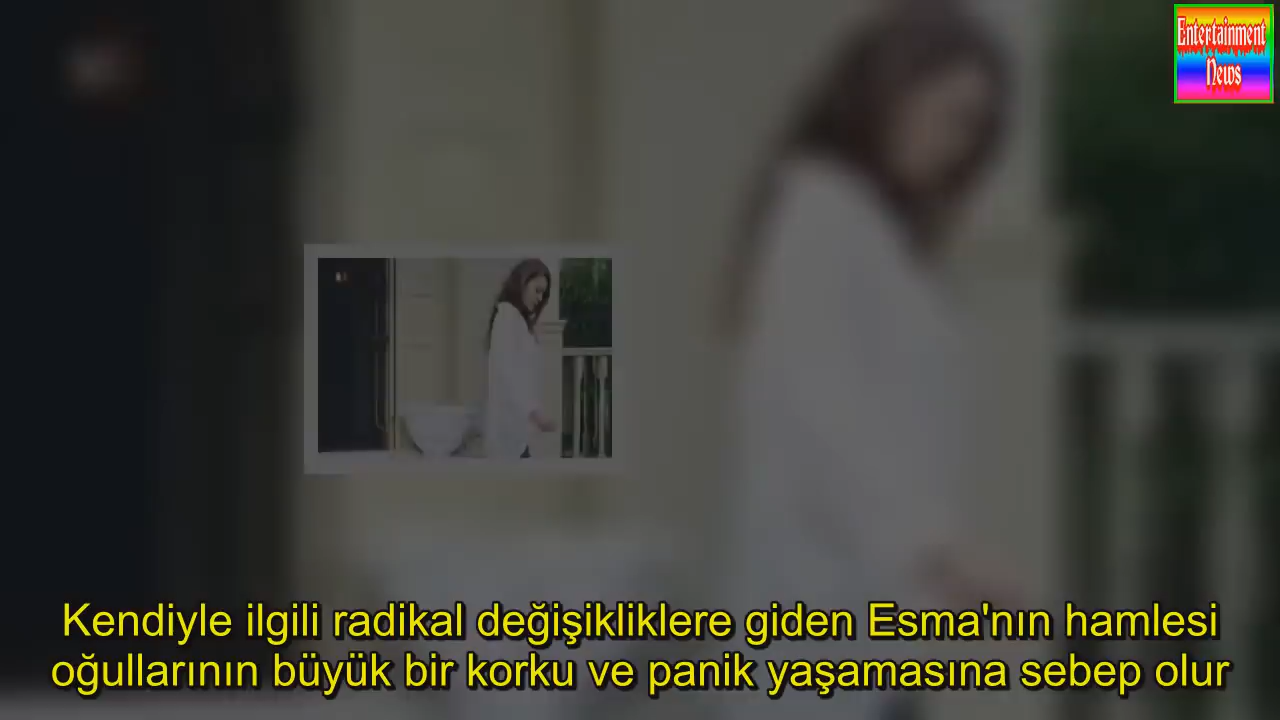 Entertainment
News
Kendiyle ilgili radikal değişikliklere giden Esma'nın hamlesi
oğullarının büyük bir korku ve panik yaşamasına sebep olur